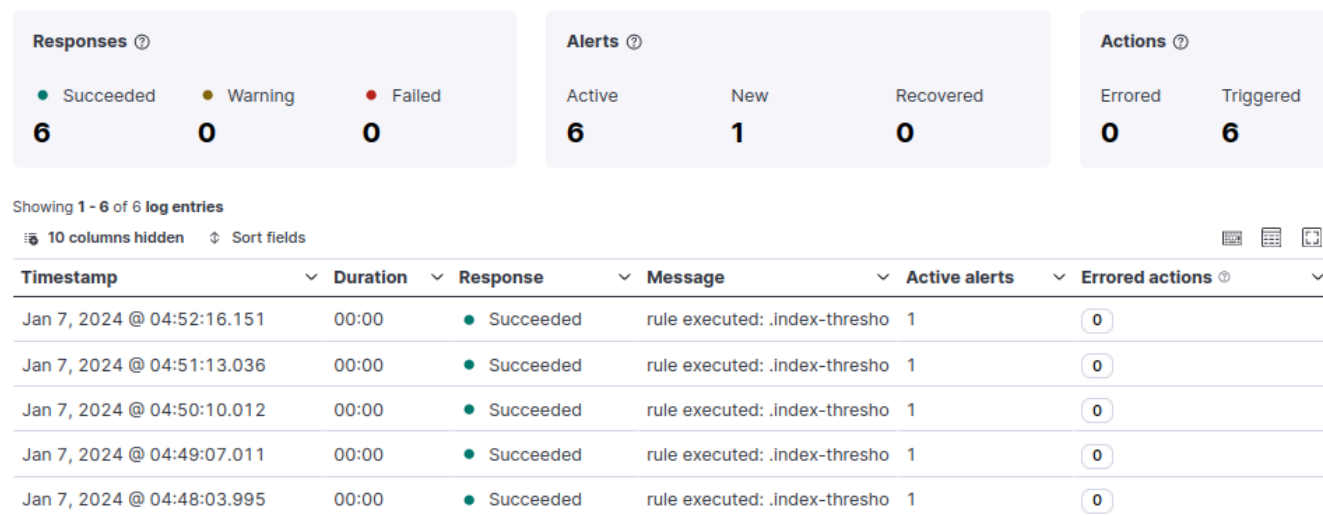 Responses Alerts Actions
Succeeded Warning Failed Active New Recovered Errored Triggered
6 0 0 6 1 0 0 6
Showing 1 - 6 of 6 log entries
10 columns hidden Sort fields
Timestamp Duration Response Message Active alerts Errored actions
Jan 7, 2024 @ 04:52:16.151 00:00 Succeeded rule executed: .index-thresho 1 0
Jan 7, 2024 @ 04:51:13.036 00:00 Succeeded rule executed: .index-thresho 1 0
Jan 7, 2024 @ 04:50:10.012 00:00 Succeeded rule executed: .index-thresho 1 0
Jan 7, 2024 @ 04:49:07.011 00:00 Succeeded rule executed: .index-thresho 1 0
Jan 7, 2024 @ 04:48:03.995 00:00 Succeeded rule executed: .index-thresho 1 0